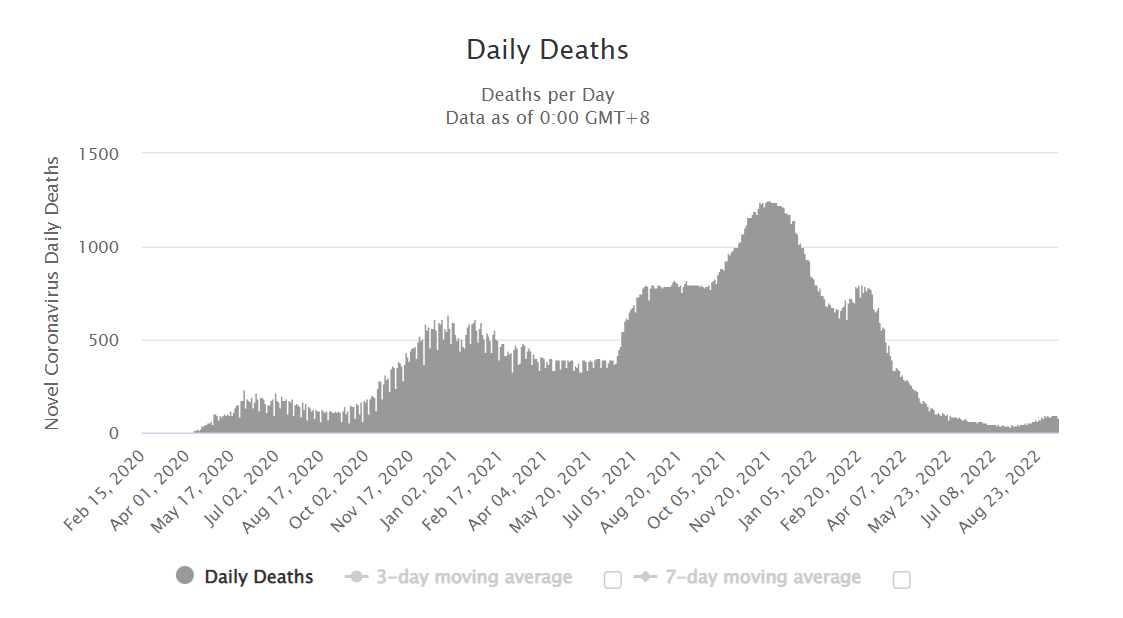 Daily Deaths
Deaths per Day
Data as of 0:00 GMT+8
Novel Coronavirus Daily Deaths
1500
1000
500
0
Feb 15, 2020
Apr 01, 2020
May 17, 2020
Jul 02, 2020
Aug 17, 2020
Oct 02, 2020
Nov 17, 2020
Jan 02, 2021
Feb 17, 2021
Apr 04, 2021
May 20, 2021
Jul 05, 2021
Aug 20, 2021
Oct 05, 2021
Nov 20, 2021
Jan 05, 2022
Feb 20, 2022
Apr 07, 2022
May 23, 2022
Jul 08, 2022
Aug 23, 2022
Daily Deaths 3-day moving average 7-day moving average